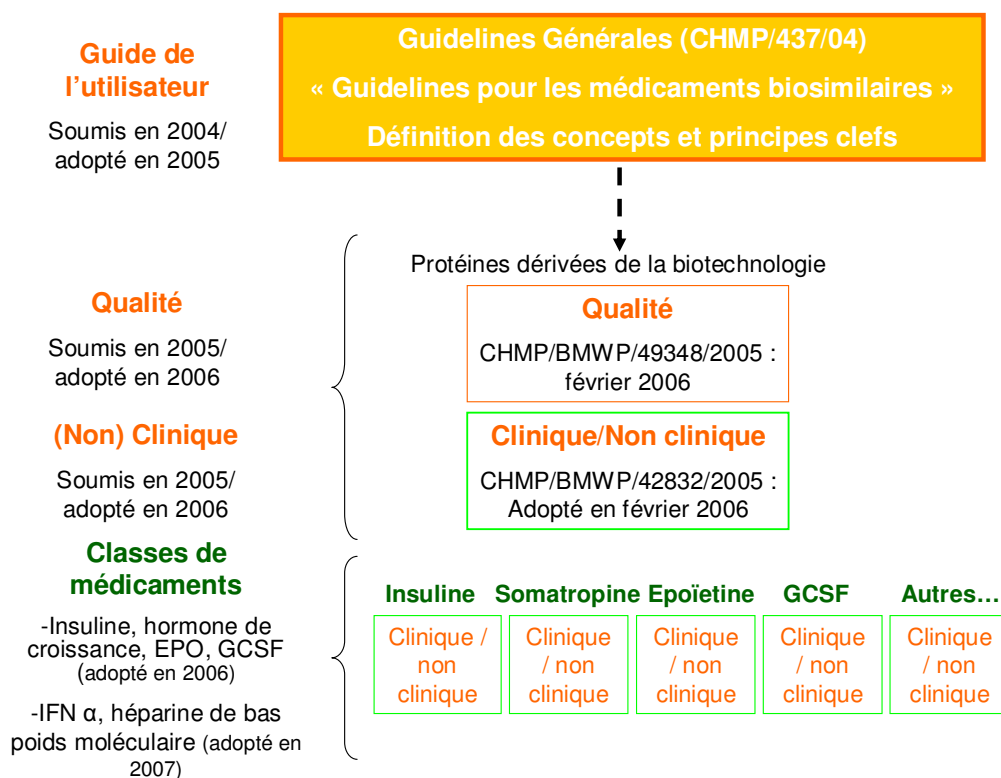 Guide de
l'utilisateur
Soumis en 2004/
adopté en 2005
Guidelines Générales (CHMP/437/04)
« Guidelines pour les médicaments biosimilaires »
Définition des concepts et principes clefs
Protéines dérivées de la biotechnologie
Qualité
Soumis en 2005/
adopté en 2006
Qualité
CHMP/BMWP/49348/2005 :
février 2006
(Non) Clinique
Soumis en 2005/
adopté en 2006
Clinique/Non clinique
CHMP/BMWP/42832/2005 :
Adopté en février 2006
Classes de
médicaments
-Insuline, hormone de
croissance, EPO, GCSF
(adopté en 2006)
-IFN α, héparine de bas
poids moléculaire (adopté en
2007)
Insuline
Clinique /
non
clinique
Somatropine
Clinique
/ non
clinique
Epoïetine
Clinique
/ non
clinique
GCSF
Clinique
/ non
clinique
Autres…
Clinique
/ non
clinique